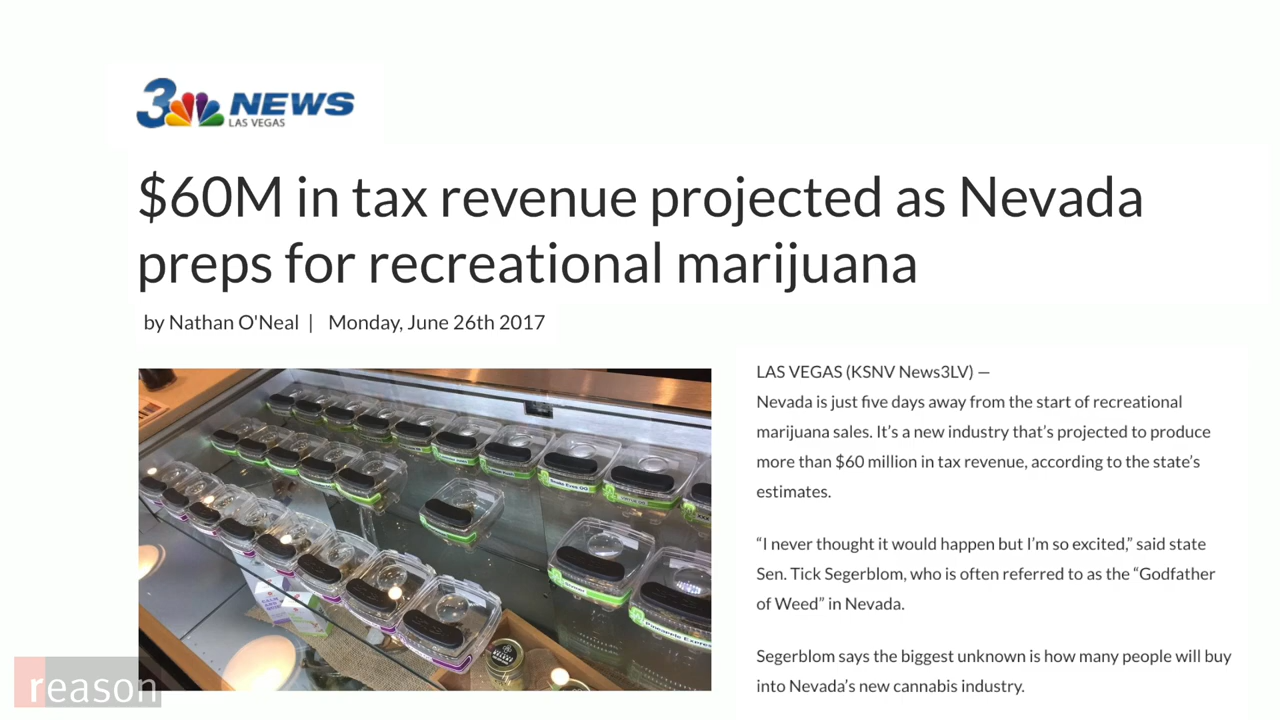 3 NEWS
LAS VEGAS
$60M in tax revenue projected as Nevada
preps for recreational marijuana
by Nathan O'Neal | Monday, June 26th 2017
LAS VEGAS (KSNV News3LV) —
Nevada is just five days away from the start of recreational
marijuana sales. It’s a new industry that’s projected to produce
more than $60 million in tax revenue, according to the state’s
estimates.
“I never thought it would happen but I’m so excited,” said state
Sen. Tick Segerblom, who is often referred to as the “Godfather
of Weed” in Nevada.
Segerblom says the biggest unknown is how many people will buy
into Nevada’s new cannabis industry.
reason